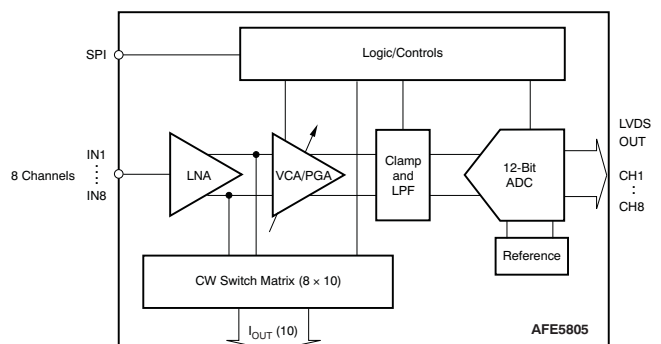 Logic/Controls
SPI
LVDS
OUT
IN1
8 Channels
IN8
LNA
VCA/PGA
Clamp
and
LPF
12-Bit
ADC
CH1
CH8
Reference
CW Switch Matrix (8 × 10)
IOUT (10)
AFE5805